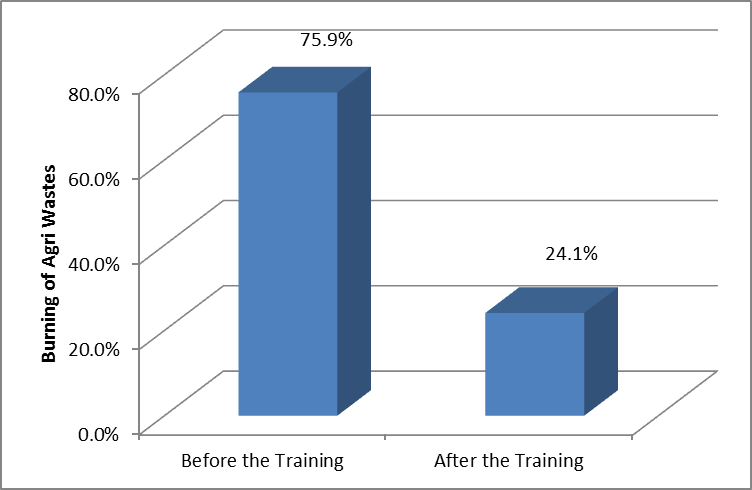 75.9%
80.0%
60.0%
40.0%
20.0%
0.0%
24.1%
Burning of Agri Wastes
Before the Training
After the Training